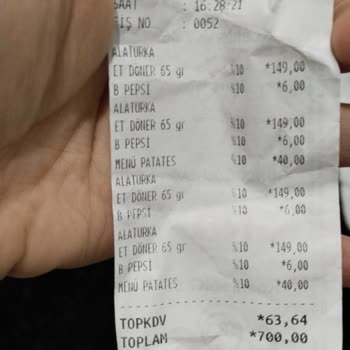 SAAT : 16:28:21
FİŞ NO : 0052
ALATURKA
ET DÖNER 65 gr %10 *149,00
B PEPSİ %10 *6,00
ALATURKA
ET DÖNER 65 gr %10 *149,00
B PEPSİ %10 *6,00
MENÜ PATATES %10 *40,00
ALATURKA
ET DÖNER 65 gr %10 *149,00
B PEPSİ %10 *6,00
ALATURKA
ET DÖNER 65 gr %10 *149,00
B PEPSİ %10 *6,00
MENÜ PATATES %10 *40,00
TOPKDV *63,64
TOPLAM *700,00